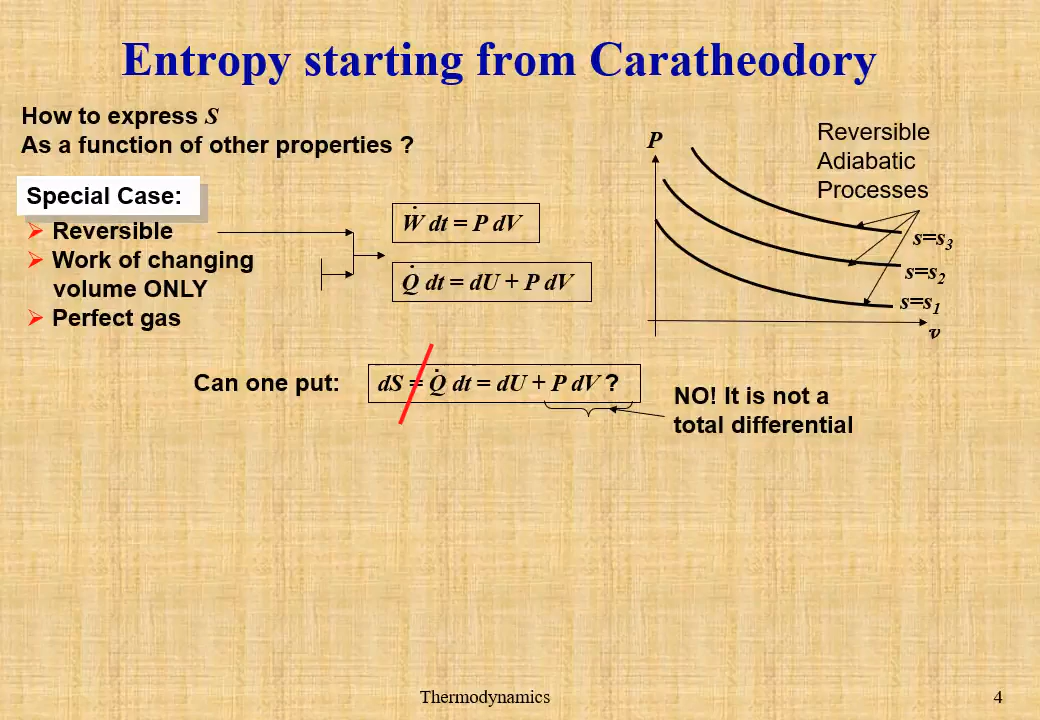 Entropy starting from Caratheodory
How to express S
As a function of other properties ?
Special Case:
Reversible
Work of changing
volume ONLY
Perfect gas
Ẇ dt = P dV
Q̇ dt = dU + P dV
P
Reversible
Adiabatic
Processes
s=s₃
s=s₂
s=s₁
v
Can one put:
dS = Q̇ dt = dU + P dV ?
NO! It is not a
total differential
Thermodynamics
4